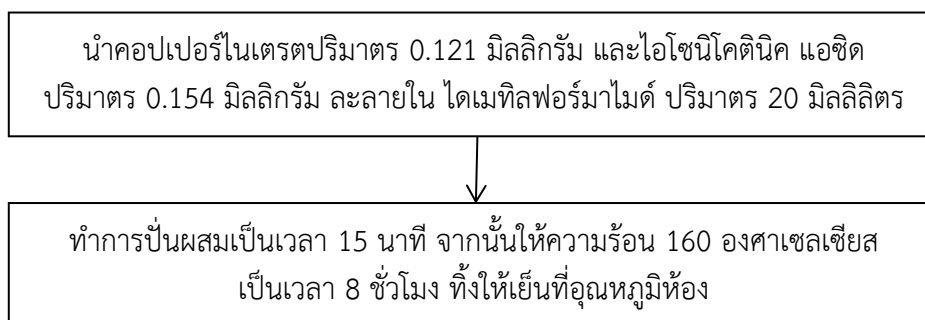 นำคอปเปอร์ไนเตรตปริมาตร 0.121 มิลลิกรัม และไอโซนิโคตินิค แอซิด
ปริมาตร 0.154 มิลลิกรัม ละลายใน ไดเมทิลฟอร์มาไมด์ ปริมาตร 20 มิลลิลิตร
ทำการปั่นผสมเป็นเวลา 15 นาที จากนั้นให้ความร้อน 160 องศาเซลเซียส
เป็นเวลา 8 ชั่วโมง ทิ้งให้เย็นที่อุณหภูมิห้อง